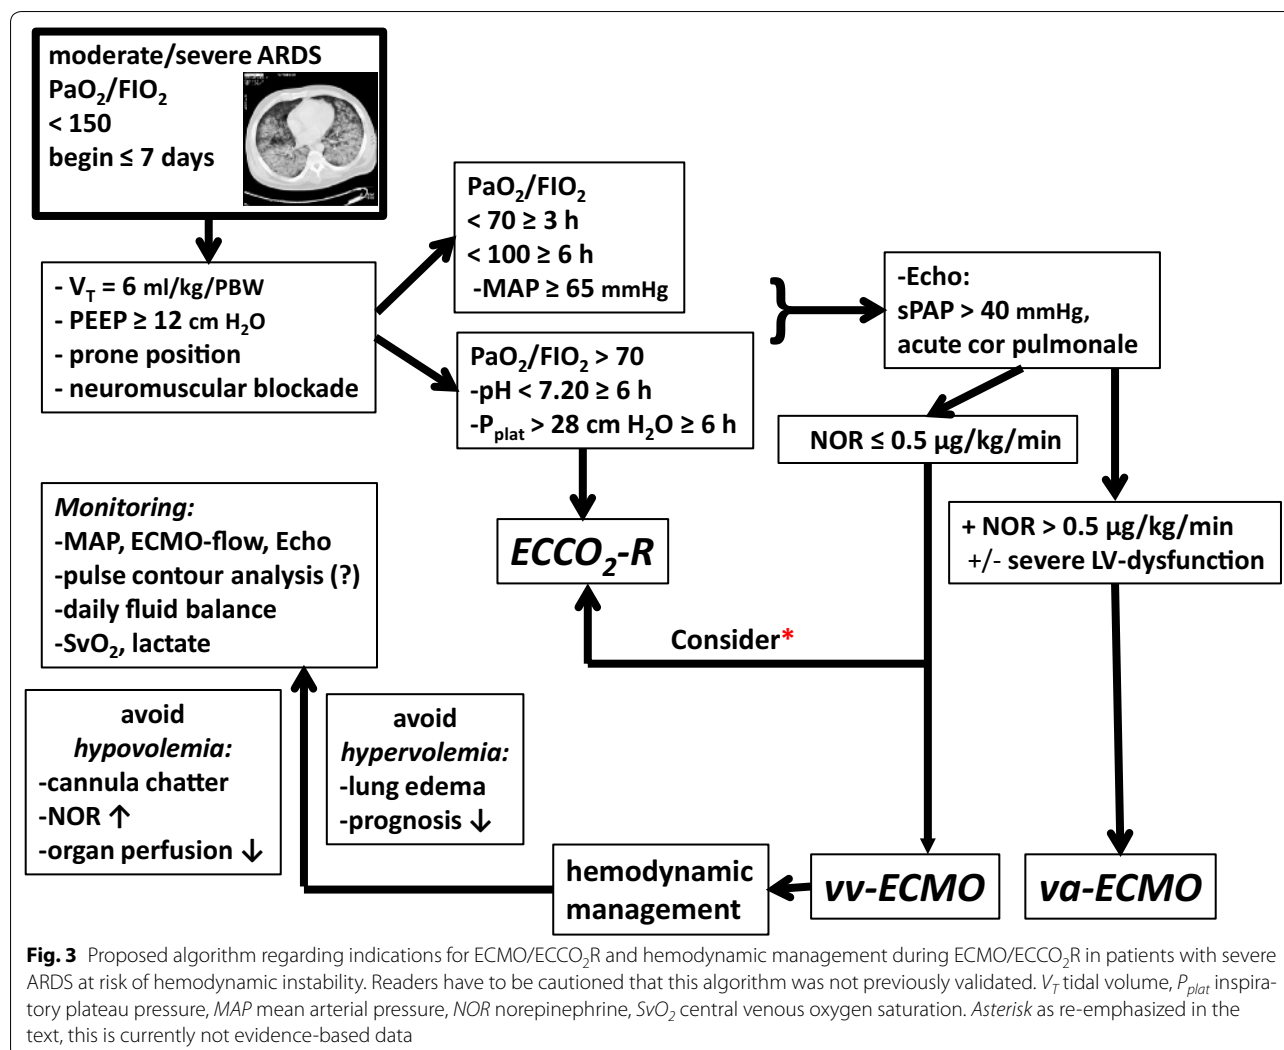 moderate/severe ARDS
PaO₂/FIO₂
< 150
begin ≤ 7 days
- V_T = 6 ml/kg/PBW
- PEEP ≥ 12 cm H₂O
- prone position
- neuromuscular blockade
PaO₂/FIO₂
< 70 ≥ 3 h
< 100 ≥ 6 h
-MAP ≥ 65 mmHg
PaO₂/FIO₂ > 70
-pH < 7.20 ≥ 6 h
-P_plat > 28 cm H₂O ≥ 6 h
}
-Echo:
sPAP > 40 mmHg,
acute cor pulmonale
NOR ≤ 0.5 µg/kg/min
+ NOR > 0.5 µg/kg/min
+/- severe LV-dysfunction
ECCO₂-R
Consider*
Monitoring:
-MAP, ECMO-flow, Echo
-pulse contour analysis (?)
-daily fluid balance
-SvO₂, lactate
avoid
hypovolemia:
-cannula chatter
-NOR ↑
-organ perfusion ↓
avoid
hypervolemia:
-lung edema
-prognosis ↓
hemodynamic
management
vv-ECMO
va-ECMO
Fig. 3 Proposed algorithm regarding indications for ECMO/ECCO₂R and hemodynamic management during ECMO/ECCO₂R in patients with severe
ARDS at risk of hemodynamic instability. Readers have to be cautioned that this algorithm was not previously validated. V_T tidal volume, P_plat inspira-
tory plateau pressure, MAP mean arterial pressure, NOR norepinephrine, SvO₂ central venous oxygen saturation. Asterisk as re-emphasized in the
text, this is currently not evidence-based data